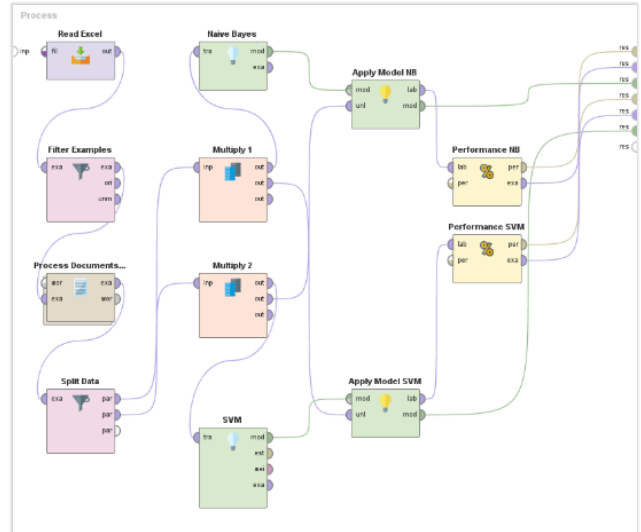 Process
inp
Read Excel
fil
out
Filter Examples
exa
exa
ori
unm
Process Documents...
wor
exa
exa
wor
Split Data
exa
par
par
par
Naive Bayes
tra
mod
exa
Multiply 1
inp
out
out
out
Multiply 2
inp
out
out
out
SVM
tra
mod
est
wei
exa
Apply Model NB
mod
lab
unl
mod
Performance NB
lab
per
per
exa
Performance SVM
lab
per
per
exa
Apply Model SVM
mod
lab
unl
mod
res
res
res
res
res
res
res